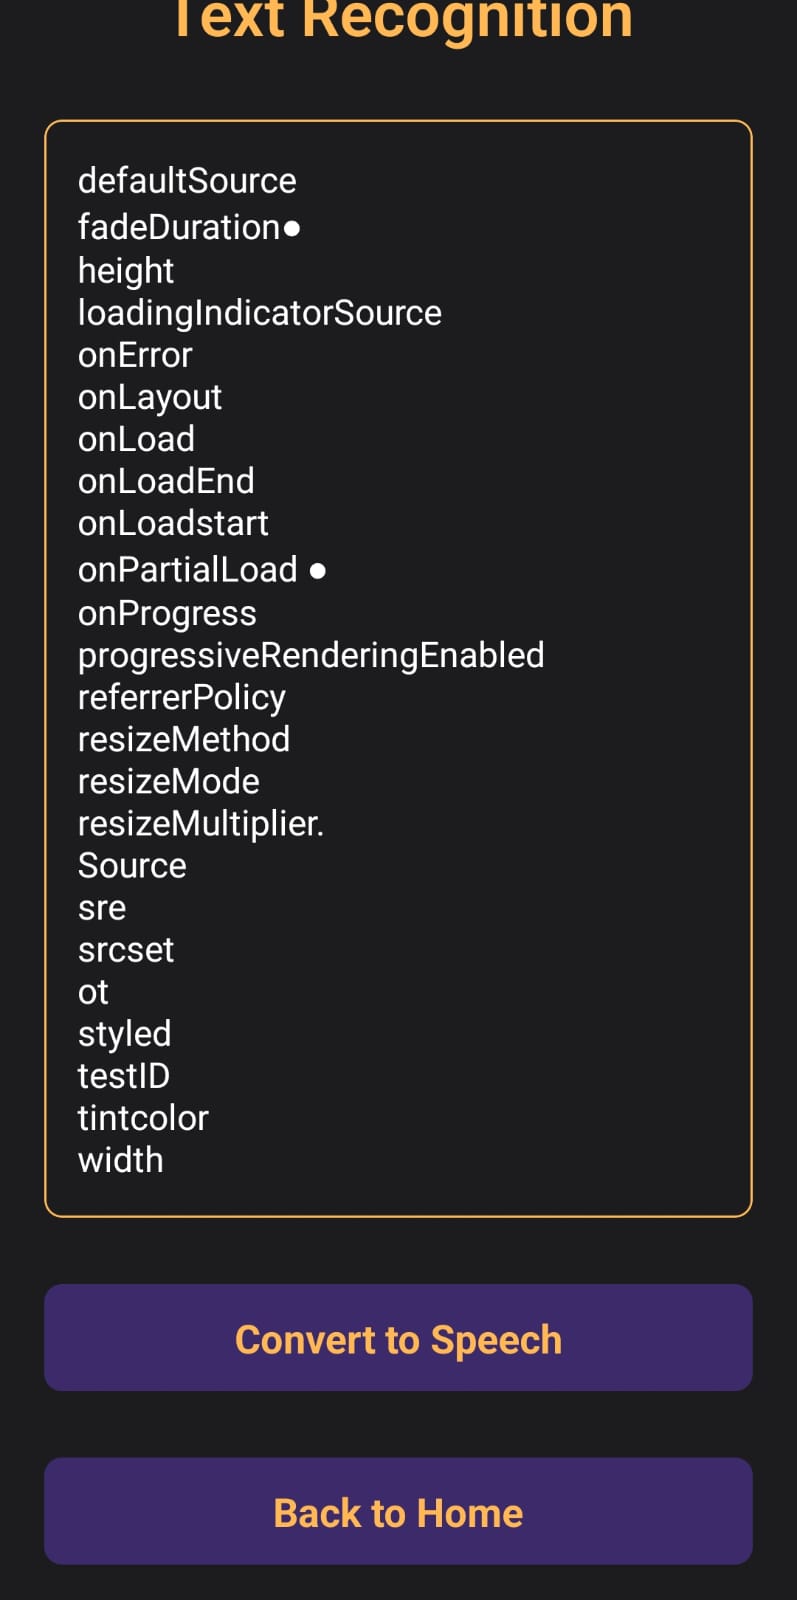 Text Recognition
defaultSource
fadeDuration●
height
loadingIndicatorSource
onError
onLayout
onLoad
onLoadEnd
onLoadstart
onPartialLoad ●
onProgress
progressiveRenderingEnabled
referrerPolicy
resizeMethod
resizeMode
resizeMultiplier.
Source
sre
srcset
ot
styled
testID
tintcolor
width
Convert to Speech
Back to Home